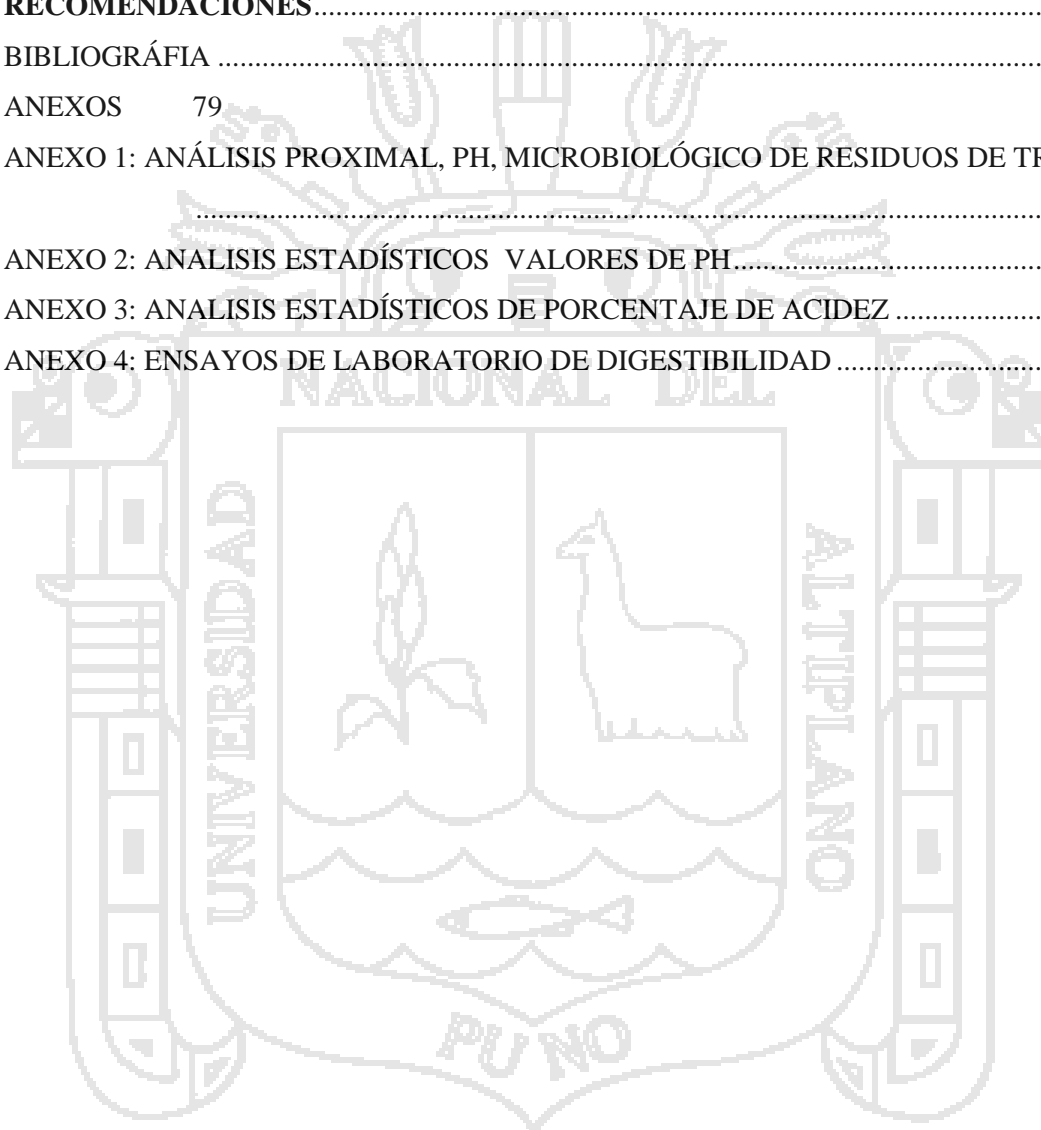 RECOMENDACIONES..........................................................................................
BIBLIOGRÁFIA ..........................................................................................
ANEXOS 79
ANEXO 1: ANÁLISIS PROXIMAL, PH, MICROBIOLÓGICO DE RESIDUOS DE
..........................................................................................
ANEXO 2: ANALISIS ESTADÍSTICOS VALORES DE PH..................................
ANEXO 3: ANALISIS ESTADÍSTICOS DE PORCENTAJE DE ACIDEZ ................
ANEXO 4: ENSAYOS DE LABORATORIO DE DIGESTIBILIDAD .......................
NACIONAL DEL
UNIVERSIDAD
ALTIPLANO
PUNO